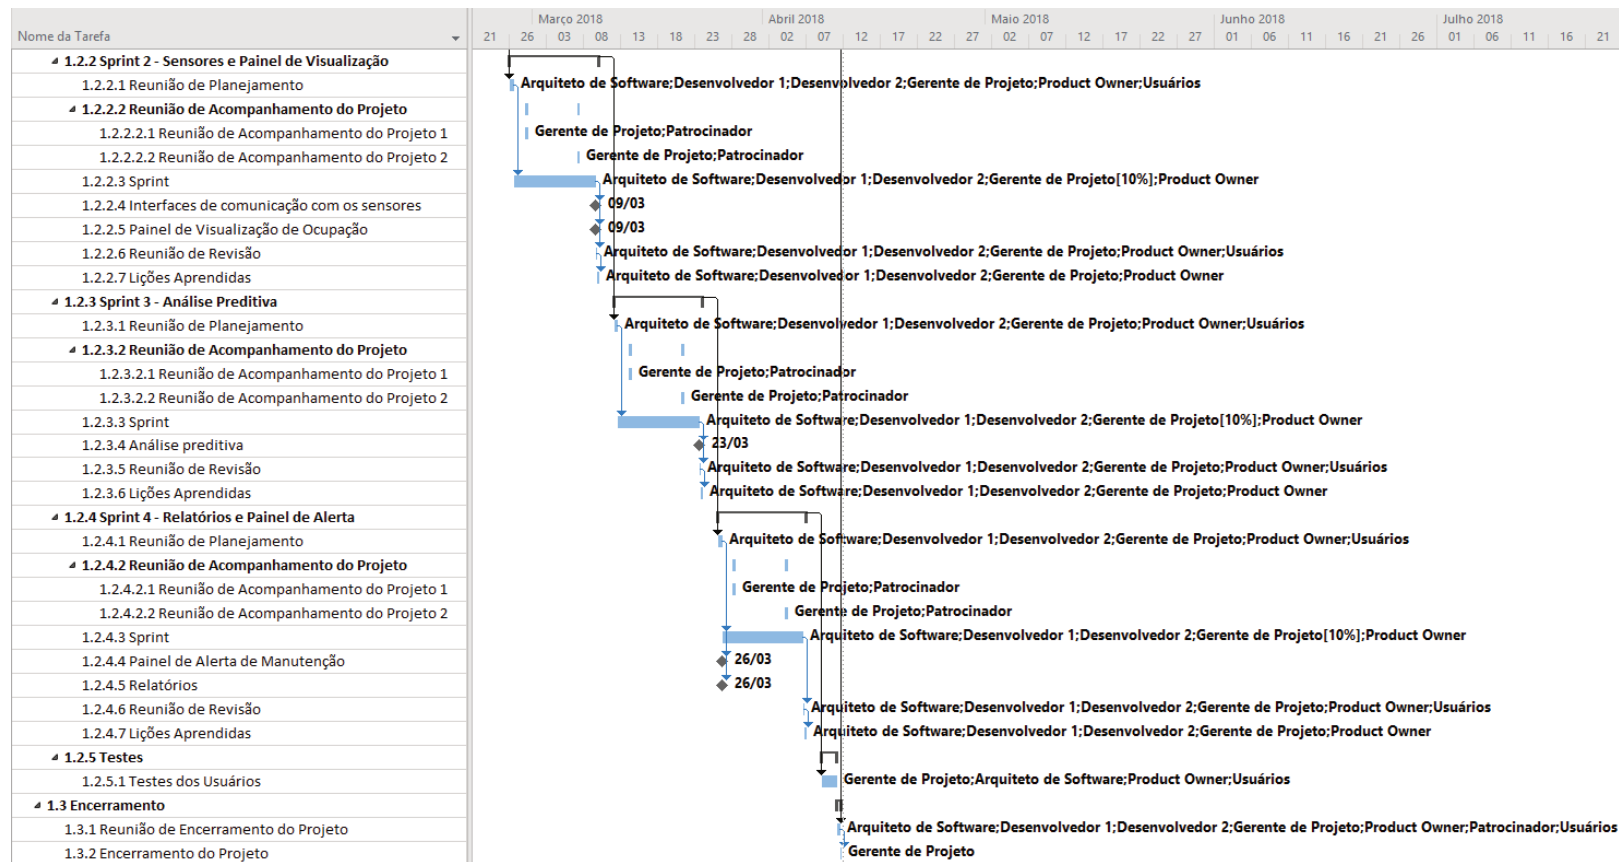 Março 2018 Abril 2018 Maio 2018 Junho 2018 Julho 2018
Nome da Tarefa 21 26 03 08 13 18 23 28 02 07 12 17 22 27 02 07 12 17 22 27 01 06 11 16 21 26 01 06 11 16 21
1.2.2 Sprint 2 - Sensores e Painel de Visualização
1.2.2.1 Reunião de Planejamento Arquiteto de Software;Desenvolvedor 1;Desenvolvedor 2;Gerente de Projeto;Product Owner;Usuários
1.2.2.2 Reunião de Acompanhamento do Projeto
1.2.2.2.1 Reunião de Acompanhamento do Projeto 1 Gerente de Projeto;Patrocinador
1.2.2.2.2 Reunião de Acompanhamento do Projeto 2 Gerente de Projeto;Patrocinador
1.2.2.3 Sprint Arquiteto de Software;Desenvolvedor 1;Desenvolvedor 2;Gerente de Projeto[10%];Product Owner
1.2.2.4 Interfaces de comunicação com os sensores 09/03
1.2.2.5 Painel de Visualização de Ocupação 09/03
1.2.2.6 Reunião de Revisão Arquiteto de Software;Desenvolvedor 1;Desenvolvedor 2;Gerente de Projeto;Product Owner;Usuários
1.2.2.7 Lições Aprendidas Arquiteto de Software;Desenvolvedor 1;Desenvolvedor 2;Gerente de Projeto;Product Owner
1.2.3 Sprint 3 - Análise Preditiva
1.2.3.1 Reunião de Planejamento Arquiteto de Software;Desenvolvedor 1;Desenvolvedor 2;Gerente de Projeto;Product Owner;Usuários
1.2.3.2 Reunião de Acompanhamento do Projeto
1.2.3.2.1 Reunião de Acompanhamento do Projeto 1 Gerente de Projeto;Patrocinador
1.2.3.2.2 Reunião de Acompanhamento do Projeto 2 Gerente de Projeto;Patrocinador
1.2.3.3 Sprint Arquiteto de Software;Desenvolvedor 1;Desenvolvedor 2;Gerente de Projeto[10%];Product Owner
1.2.3.4 Análise preditiva 23/03
1.2.3.5 Reunião de Revisão Arquiteto de Software;Desenvolvedor 1;Desenvolvedor 2;Gerente de Projeto;Product Owner;Usuários
1.2.3.6 Lições Aprendidas Arquiteto de Software;Desenvolvedor 1;Desenvolvedor 2;Gerente de Projeto;Product Owner
1.2.4 Sprint 4 - Relatórios e Painel de Alerta
1.2.4.1 Reunião de Planejamento Arquiteto de Software;Desenvolvedor 1;Desenvolvedor 2;Gerente de Projeto;Product Owner;Usuários
1.2.4.2 Reunião de Acompanhamento do Projeto
1.2.4.2.1 Reunião de Acompanhamento do Projeto 1 Gerente de Projeto;Patrocinador
1.2.4.2.2 Reunião de Acompanhamento do Projeto 2 Gerente de Projeto;Patrocinador
1.2.4.3 Sprint Arquiteto de Software;Desenvolvedor 1;Desenvolvedor 2;Gerente de Projeto[10%];Product Owner
1.2.4.4 Painel de Alerta de Manutenção 26/03
1.2.4.5 Relatórios 26/03
1.2.4.6 Reunião de Revisão Arquiteto de Software;Desenvolvedor 1;Desenvolvedor 2;Gerente de Projeto;Product Owner;Usuários
1.2.4.7 Lições Aprendidas Arquiteto de Software;Desenvolvedor 1;Desenvolvedor 2;Gerente de Projeto;Product Owner
1.2.5 Testes
1.2.5.1 Testes dos Usuários Gerente de Projeto;Arquiteto de Software;Product Owner;Usuários
1.3 Encerramento
1.3.1 Reunião de Encerramento do Projeto Arquiteto de Software;Desenvolvedor 1;Desenvolvedor 2;Gerente de Projeto;Product Owner;Patrocinador;Usuários
1.3.2 Encerramento do Projeto Gerente de Projeto